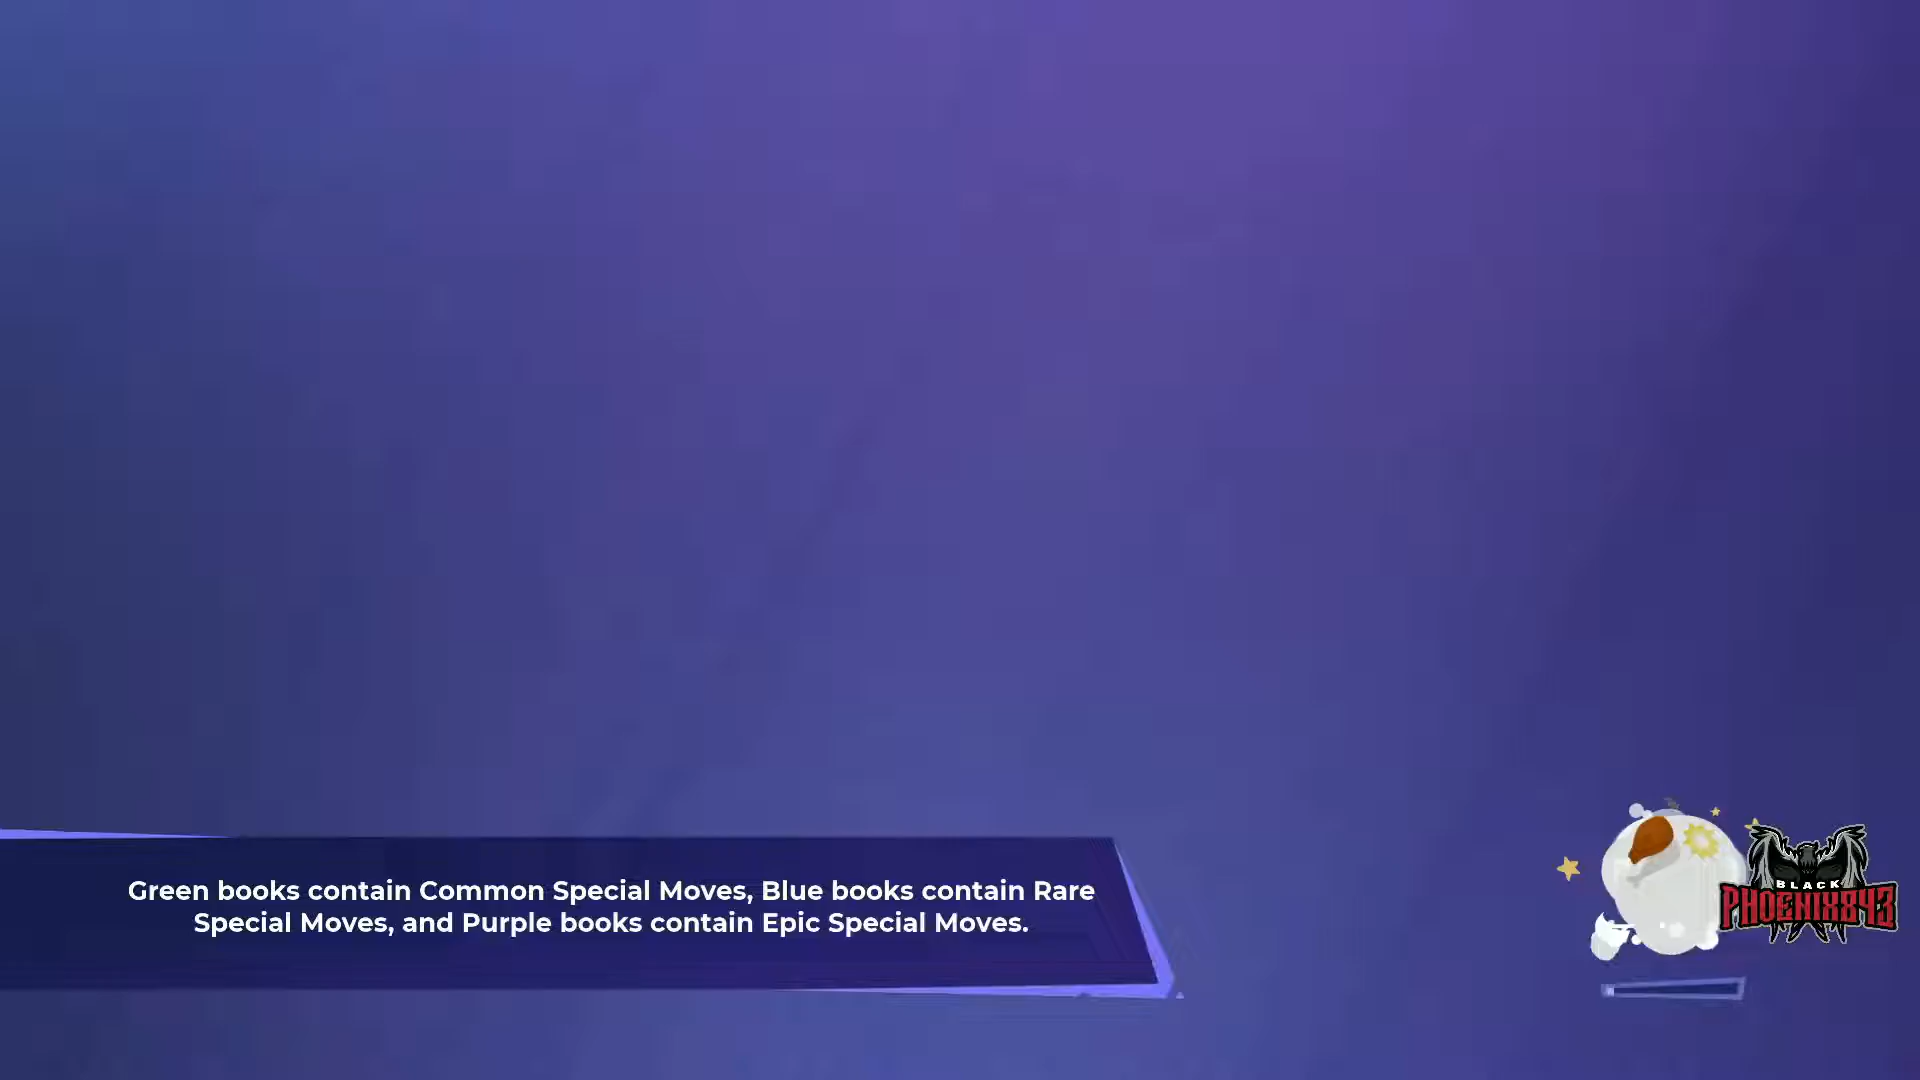 Green books contain Common Special Moves, Blue books contain Rare
Special Moves, and Purple books contain Epic Special Moves.
BLACK
PHOENIX843